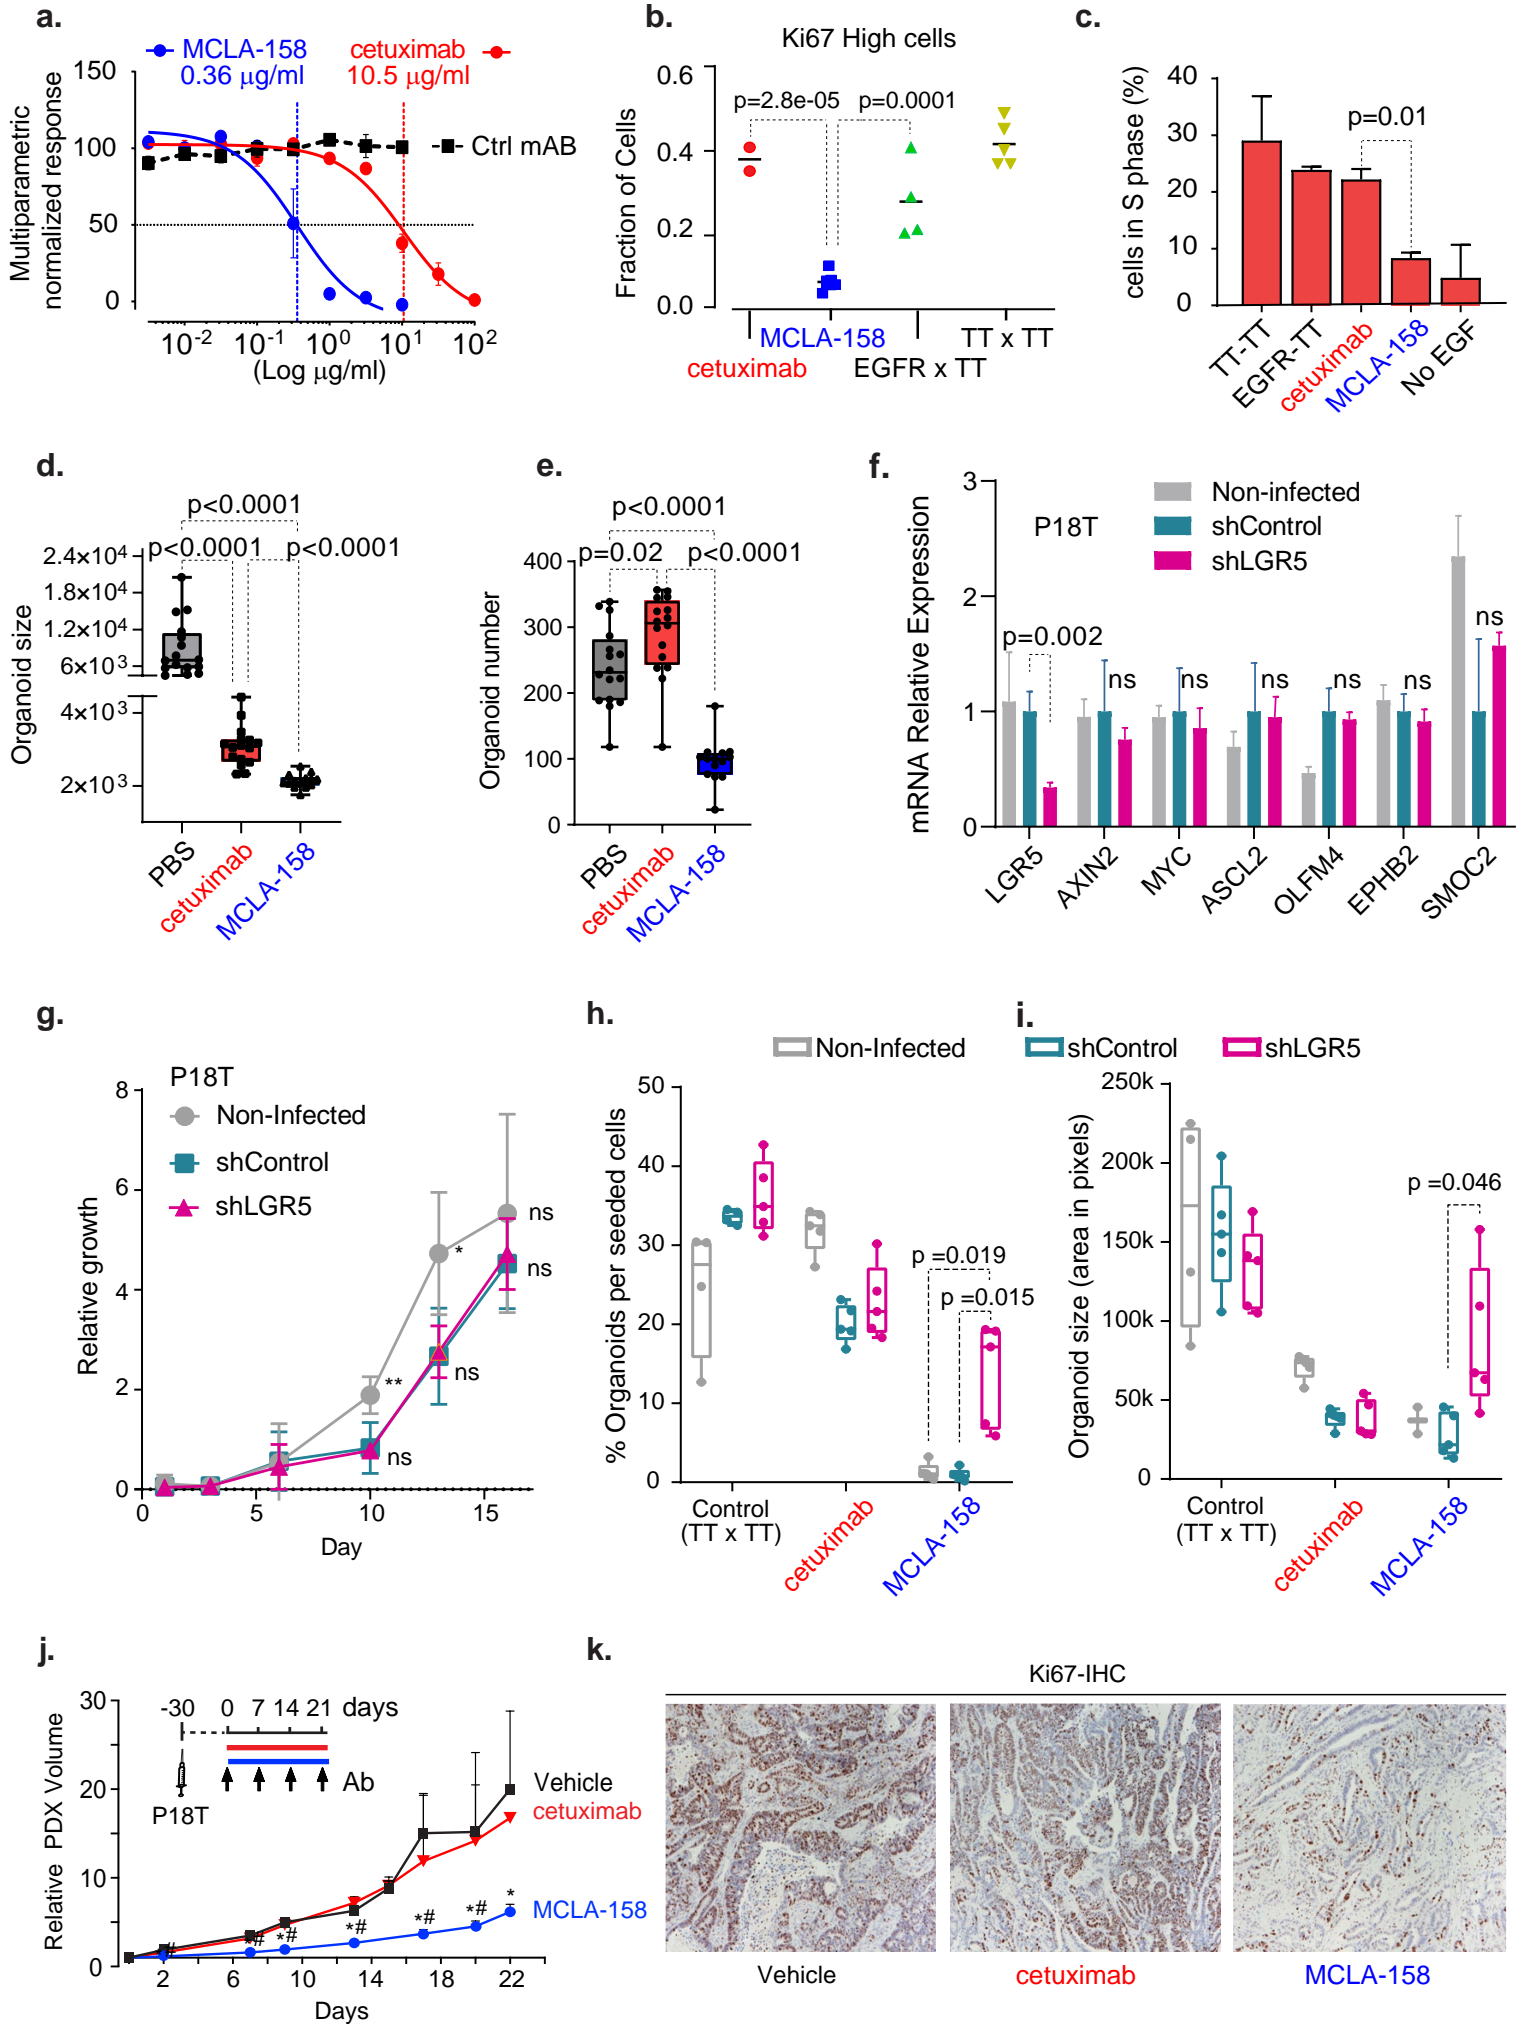 a.
MCLA-158
0.36 μg/ml
cetuximab
10.5 μg/ml
Multiparametric
normalized response
150
100
50
0
Ctrl mAB
10-2
10-1
100
101
102
(Log μg/ml)
b.
Ki67 High cells
Fraction of Cells
0.6
0.4
0.2
0.0
p=2.8e-05
p=0.0001
cetuximab
MCLA-158
EGFR x TT
TT x TT
c.
cells in S phase (%)
40
30
20
10
0
p=0.01
TT-TT
EGFR-TT
cetuximab
MCLA-158
No EGF
d.
Organoid size
p<0.0001
p<0.0001
p<0.0001
2.4×104
1.8×104
1.2×104
6×103
4×103
2×103
PBS
cetuximab
MCLA-158
e.
Organoid number
p<0.0001
p=0.02
p<0.0001
400
300
200
100
0
PBS
cetuximab
MCLA-158
f.
mRNA Relative Expression
P18T
Non-infected
shControl
shLGR5
3
2
1
0
p=0.002
ns
ns
ns
ns
ns
ns
LGR5
AXIN2
MYC
ASCL2
OLFM4
EPHB2
SMOC2
g.
P18T
Non-Infected
shControl
shLGR5
Relative growth
8
6
4
2
0
**
ns
*
ns
ns
ns
0
5
10
15
Day
h.
i.
Non-Infected
shControl
shLGR5
% Organoids per seeded cells
50
40
30
20
10
0
p =0.019
p =0.015
Control
(TT x TT)
cetuximab
MCLA-158
Organoid size (area in pixels)
250k
200k
150k
100k
50k
0
p =0.046
Control
(TT x TT)
cetuximab
MCLA-158
j.
Relative PDX Volume
30
20
10
0
-30
0
7
14
21
days
Ab
P18T
Vehicle
cetuximab
MCLA-158
#
*#
*#
*#
*#
*#
*
2
6
10
14
18
22
Days
k.
Ki67-IHC
Vehicle
cetuximab
MCLA-158